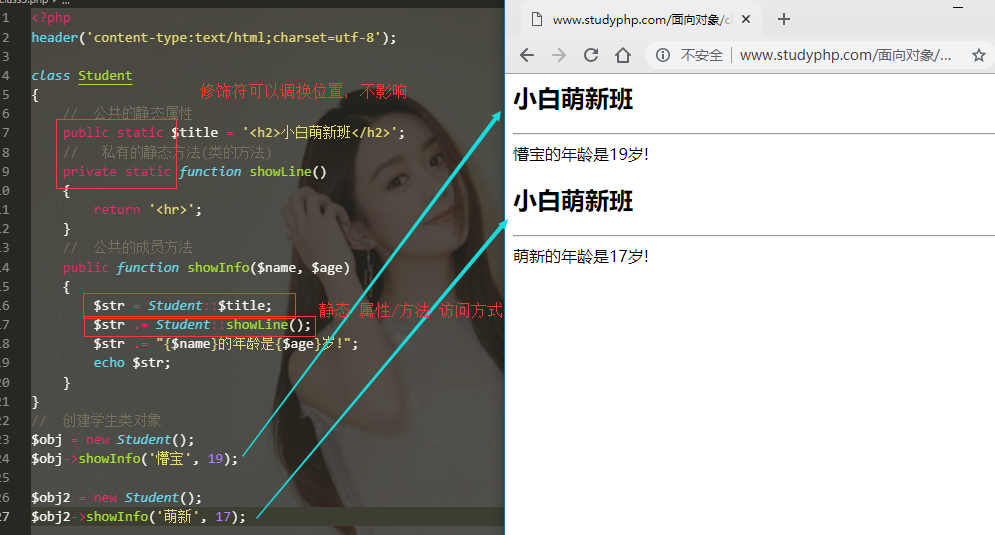 class3.php
1 <?php
2 header('content-type:text/html;charset=utf-8');
3
4 class Student
5 {
修饰符可以调换位置，不影响
6 // 公共的静态属性
7 public static $title = '<h2>小白萌新班</h2>';
8 // 私有的静态方法(类的方法)
9 private static function showLine()
10 {
11 return '<hr>';
12 }
13 // 公共的成员方法
14 public function showInfo($name, $age)
15 {
16 $str = Student::$title;
静态 属性/方法 访问方式
17 $str .= Student::showLine();
18 $str .= "{$name}的年龄是{$age}岁!";
19 echo $str;
20 }
21 }
22 // 创建学生类对象
23 $obj = new Student();
24 $obj->showInfo('懵宝', 19);
25
26 $obj2 = new Student();
27 $obj2->showInfo('萌新', 17);
www.studyphp.com/面向对象/cl
不安全 www.studyphp.com/面向对象/...
小白萌新班
懵宝的年龄是19岁!
小白萌新班
萌新的年龄是17岁!